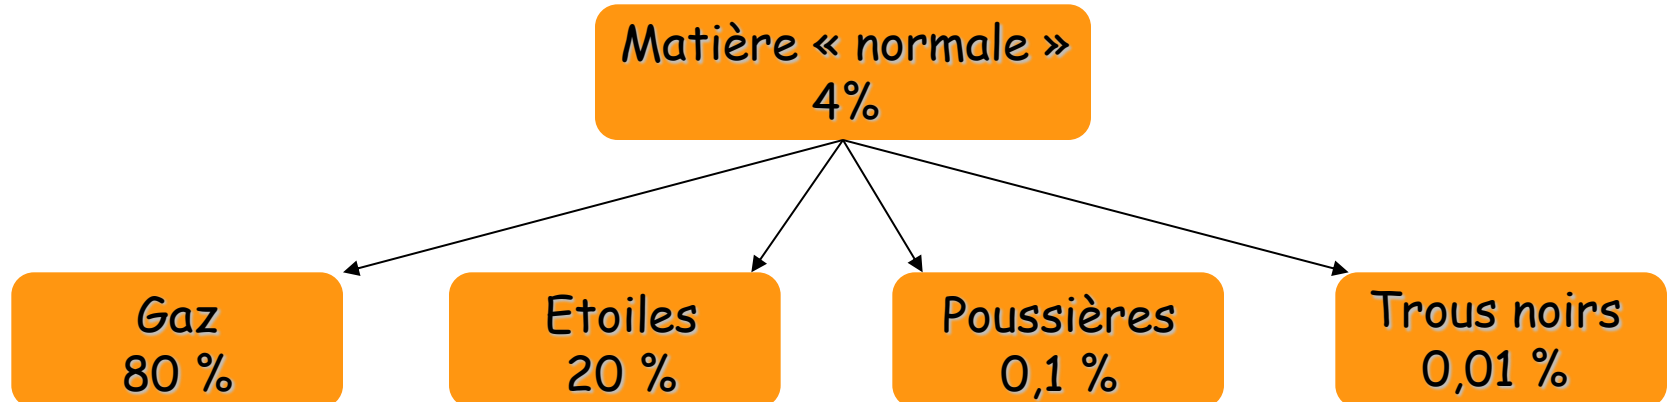 Matière « normale »
4%
Gaz
80 %
Etoiles
20 %
Poussières
0,1 %
Trous noirs
0,01 %